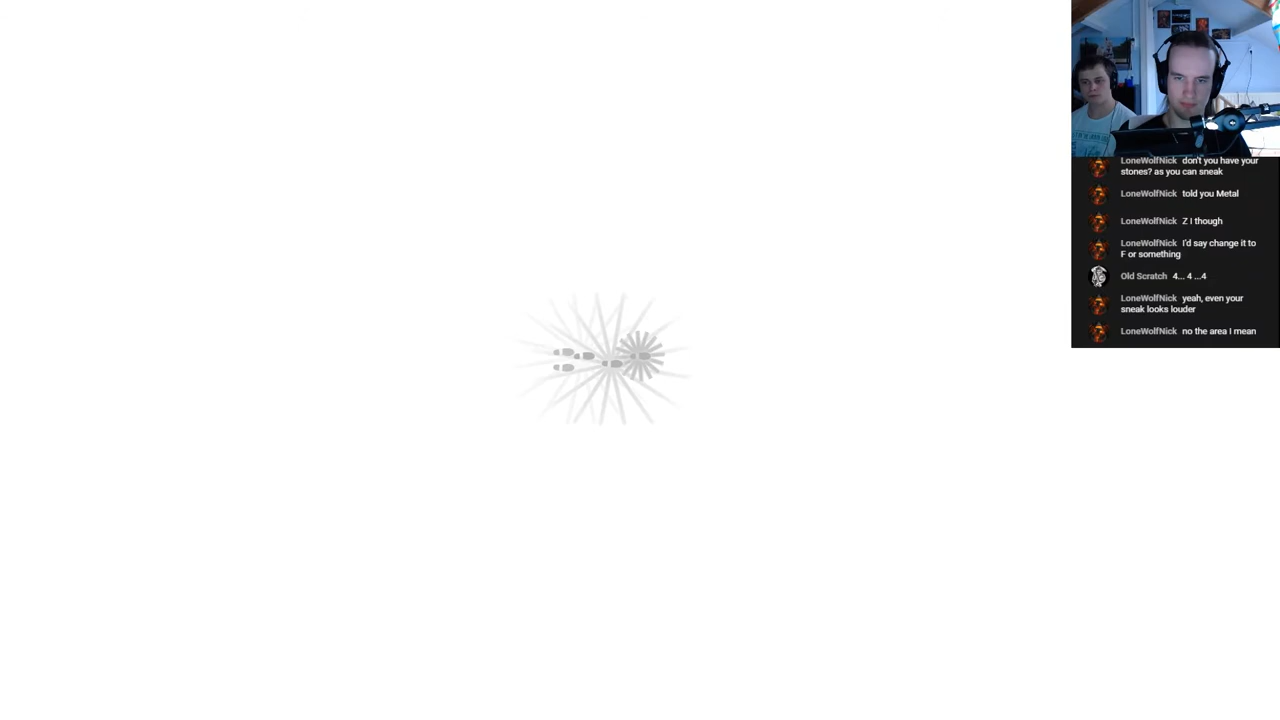 LoneWolfNick don't you have your
stones? as you can sneak
LoneWolfNick told you Metal
LoneWolfNick Z I though
LoneWolfNick I'd say change it to
F or something
Old Scratch 4... 4 ...4
LoneWolfNick yeah, even your
sneak looks louder
LoneWolfNick no the area I mean